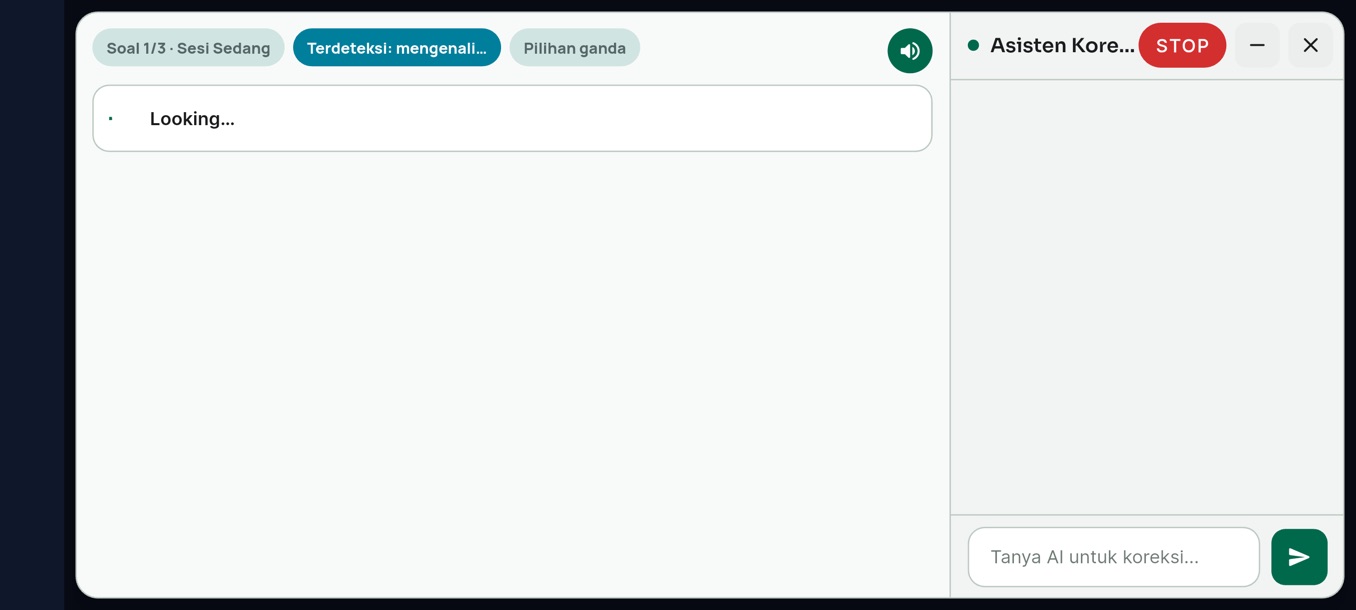 Soal 1/3 · Sesi Sedang
Terdeteksi: mengenali...
Pilihan ganda
Looking...
Asisten Kore...
STOP
Tanya AI untuk koreksi...